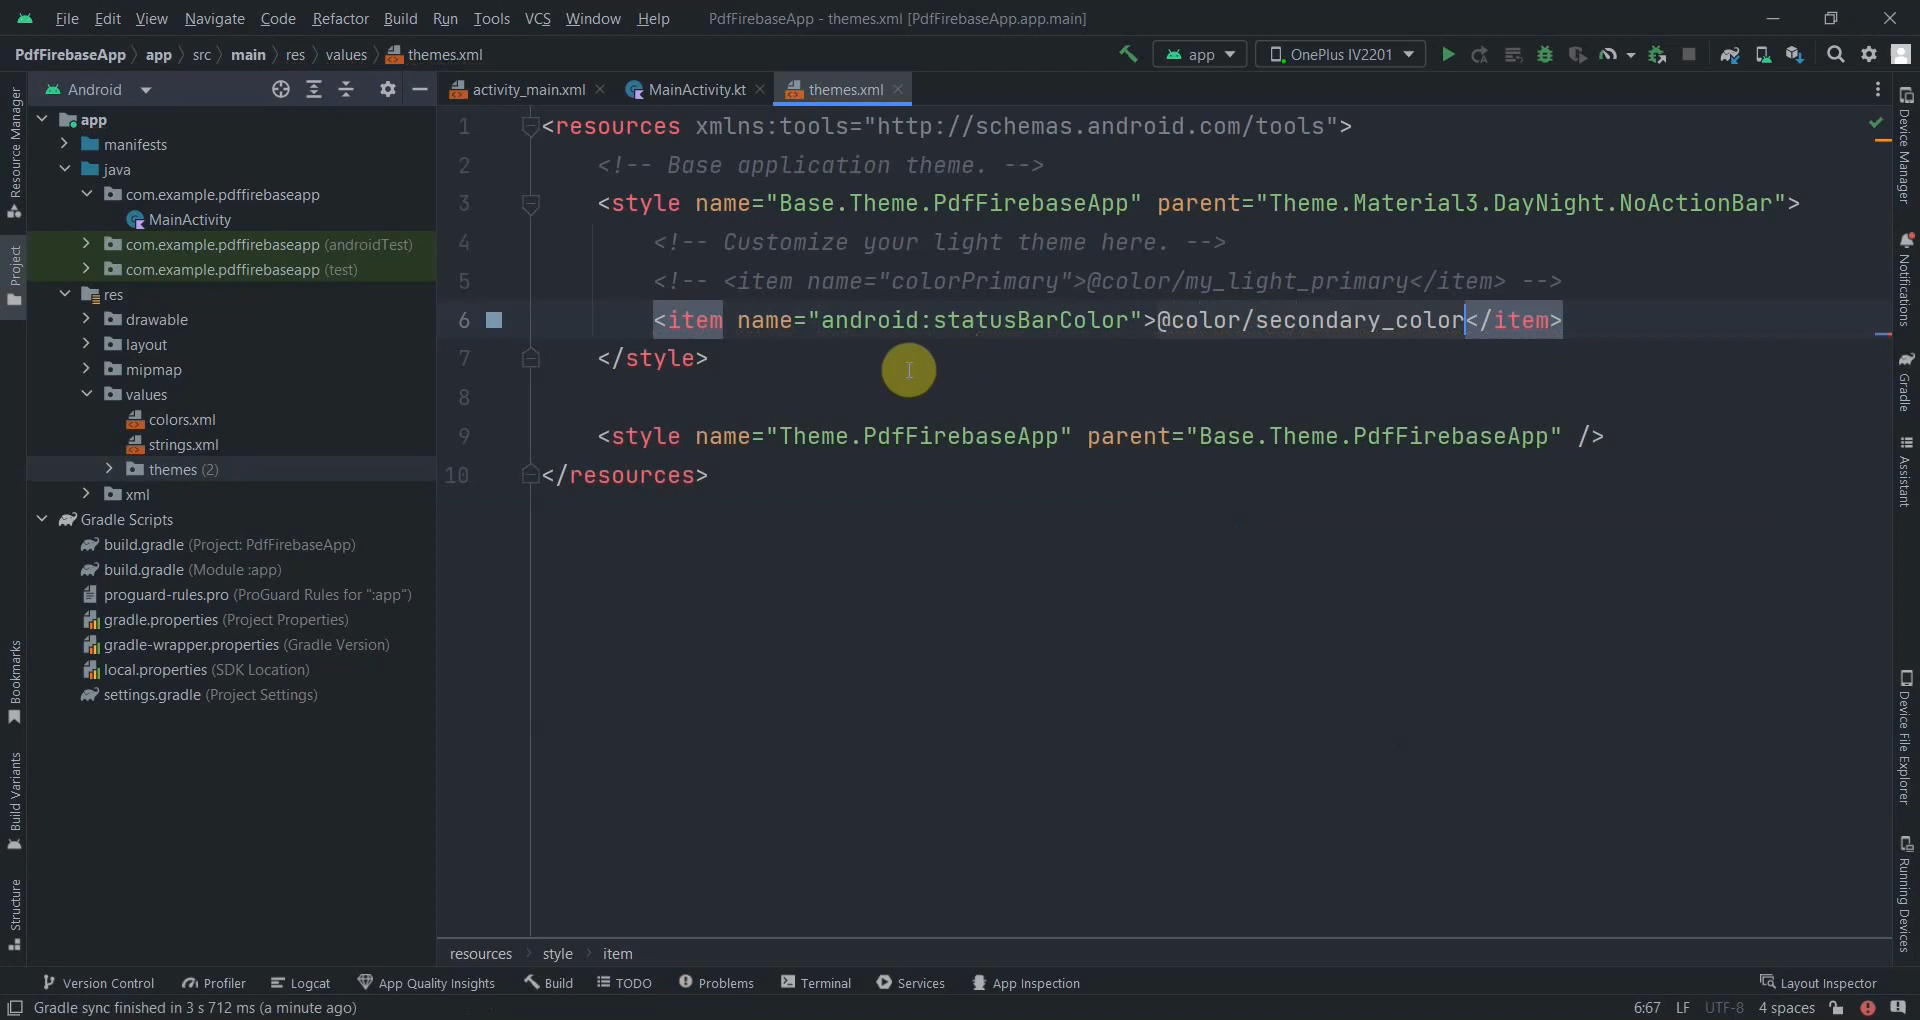 File Edit View Navigate Code Refactor Build Run Tools VCS Window Help PdfFirebaseApp - themes.xml [PdfFirebaseApp.app.main]
PdfFirebaseApp app src main res values themes.xml app OnePlus IV2201
Android activity_main.xml MainActivity.kt themes.xml
app
manifests
java
com.example.pdffirebaseapp
MainActivity
com.example.pdffirebaseapp (androidTest)
com.example.pdffirebaseapp (test)
res
drawable
layout
mipmap
values
colors.xml
strings.xml
themes (2)
xml
Gradle Scripts
build.gradle (Project: PdfFirebaseApp)
build.gradle (Module :app)
proguard-rules.pro (ProGuard Rules for ":app")
gradle.properties (Project Properties)
gradle-wrapper.properties (Gradle Version)
local.properties (SDK Location)
settings.gradle (Project Settings)
1 <resources xmlns:tools="http://schemas.android.com/tools">
2 <!-- Base application theme. -->
3 <style name="Base.Theme.PdfFirebaseApp" parent="Theme.Material3.DayNight.NoActionBar">
4 <!-- Customize your light theme here. -->
5 <!-- <item name="colorPrimary">@color/my_light_primary</item> -->
6 <item name="android:statusBarColor">@color/secondary_color</item>
7 </style>
8
9 <style name="Theme.PdfFirebaseApp" parent="Base.Theme.PdfFirebaseApp" />
10 </resources>
Resource Manager
Project
Bookmarks
Build Variants
Structure
Device Manager
Notifications
Gradle
Assistant
Device File Explorer
Running Devices
resources style item
Version Control Profiler Logcat App Quality Insights Build TODO Problems Terminal Services App Inspection Layout Inspector
Gradle sync finished in 3 s 712 ms (a minute ago) 6:67 LF UTF-8 4 spaces